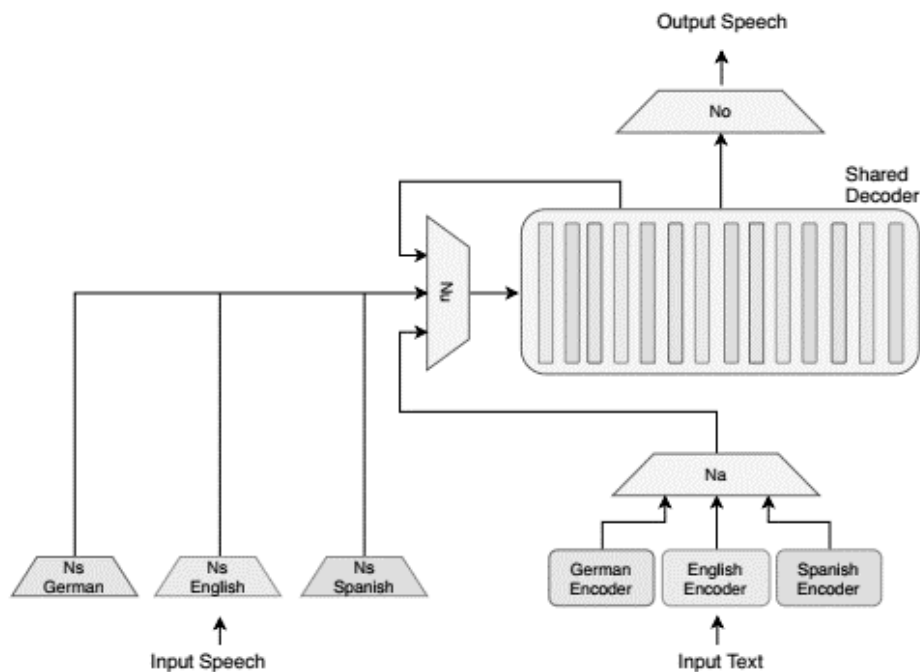 Output Speech
No
Shared
Decoder
Nu
Na
Ns
German
Ns
English
Ns
Spanish
German
Encoder
English
Encoder
Spanish
Encoder
Input Speech
Input Text